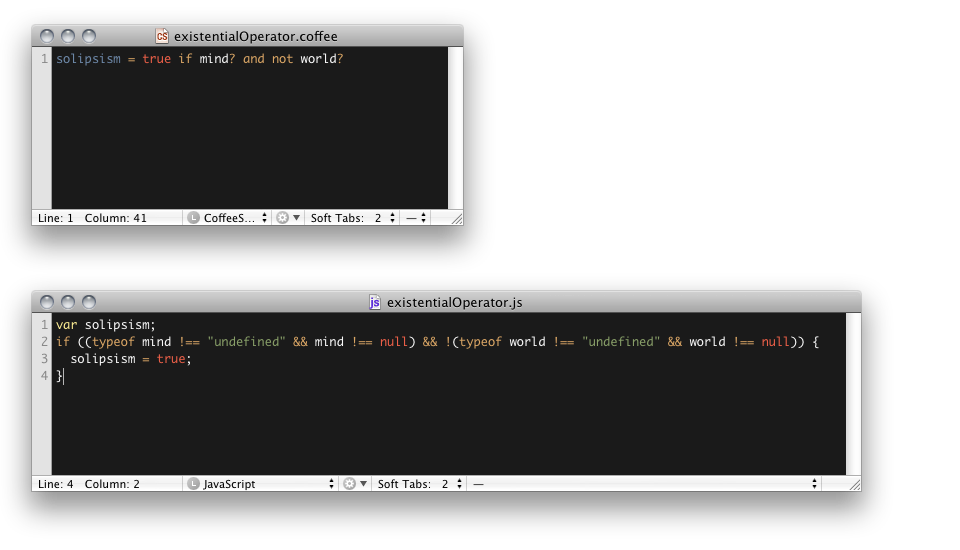 existentialOperator.coffee
1 solipsism = true if mind? and not world?
Line: 1 Column: 41 L CoffeeS... Soft Tabs: 2 —
existentialOperator.js
1 var solipsism;
2 if ((typeof mind !== "undefined" && mind !== null) && !(typeof world !== "undefined" && world !== null)) {
3   solipsism = true;
4 }
Line: 4 Column: 2 L JavaScript Soft Tabs: 2 —